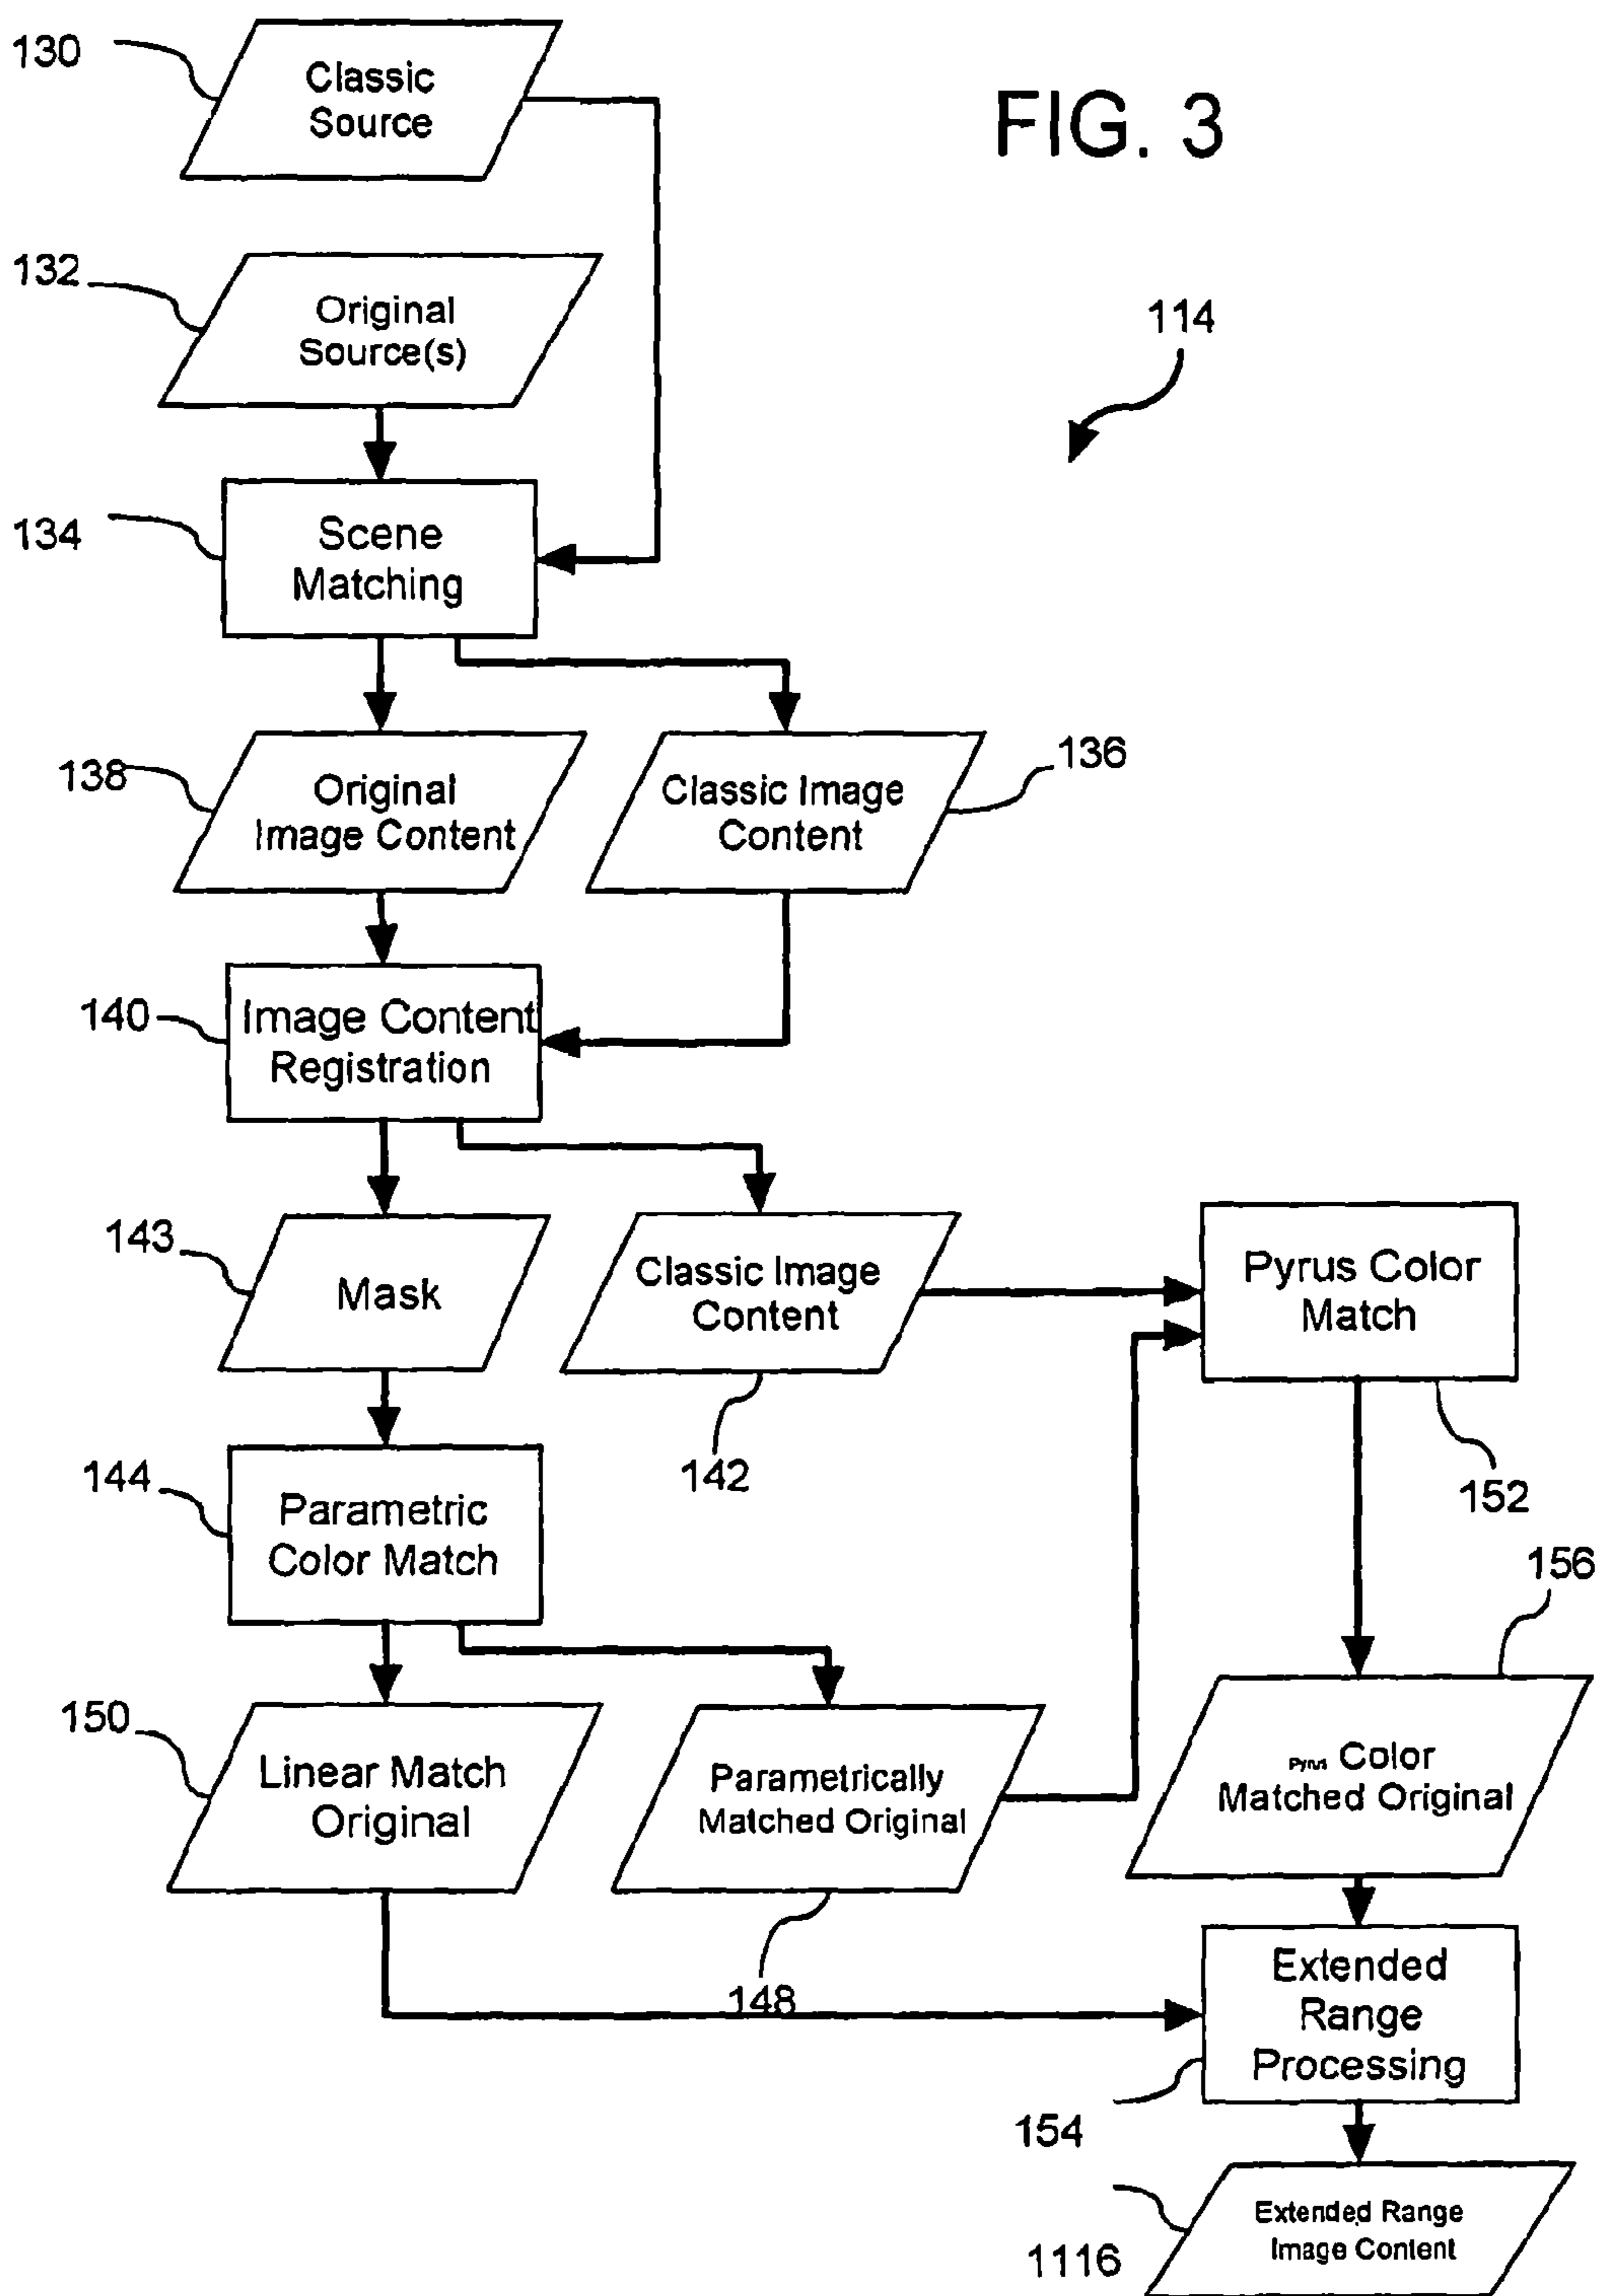 FIG. 3
130
Classic
Source
132
Original
Source(s)
114
134
Scene
Matching
138
Original
Image Content
Classic Image
Content
136
140
Image Content
Registration
143
Mask
Classic Image
Content
142
Pyrus Color
Match
152
144
Parametric
Color Match
156
150
Linear Match
Original
Parametrically
Matched Original
148
Pyrus Color
Matched Original
Extended
Range
Processing
154
Extended Range
Image Content
1116